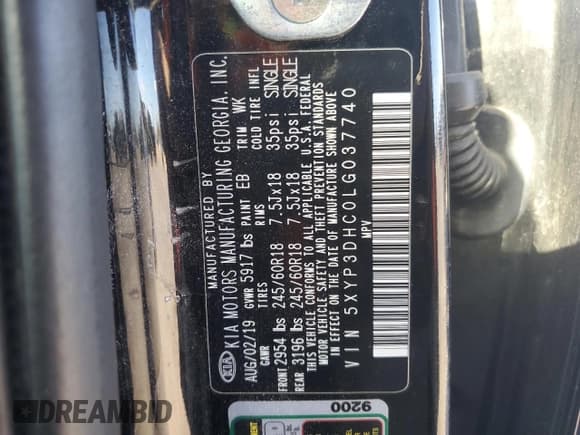 MANUFACTURED BY
KIA KIA MOTORS MANUFACTURING GEORGIA, INC.
AUG/02/19 GVWR 5917 lbs PAINT EB TRIM WK
GAWR TIRES RIMS COLD TIRE INFL
FRONT 2954 lbs 245/60R18 7.5Jx18 35psi SINGLE
REAR 3196 lbs 245/60R18 7.5Jx18 35psi SINGLE
THIS VEHICLE CONFORMS TO ALL APPLICABLE U.S.A. FEDERAL
MOTOR VEHICLE SAFETY AND THEFT PREVENTION STANDARDS
IN EFFECT ON THE DATE OF MANUFACTURE SHOWN ABOVE
VIN 5XYP3DHC0LG037740
MPV
9200
DREAMBID